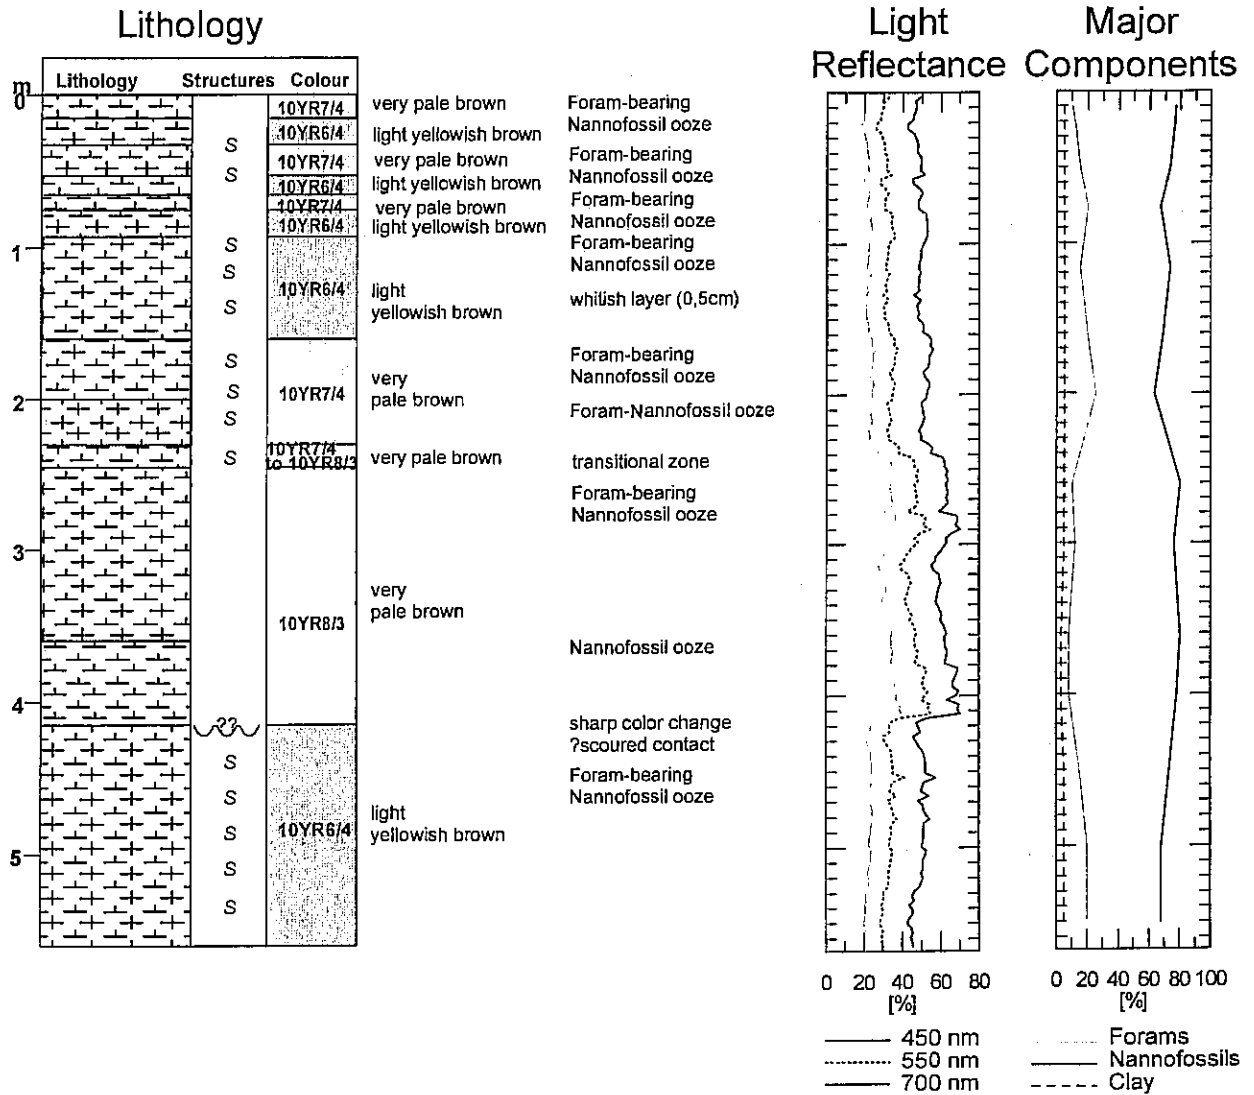 Lithology
Light Reflectance
Major Components
Lithology Structures Colour
m
0
1
2
3
4
5
10YR7/4 very pale brown
10YR6/4 light yellowish brown
10YR7/4 very pale brown
10YR6/4 light yellowish brown
10YR7/4 very pale brown
10YR6/4 light yellowish brown
10YR6/4
light
yellowish brown
10YR7/4
very
pale brown
10YR7/4
to 10YR8/3
very pale brown
10YR8/3
very
pale brown
10YR6/4
light
yellowish brown
S
S
S
S
S
S
S
S
S
??
S
S
S
S
S
Foram-bearing
Nannofossil ooze
Foram-bearing
Nannofossil ooze
Foram-bearing
Nannofossil ooze
Foram-bearing
Nannofossil ooze
whilish layer (0,5cm)
Foram-bearing
Nannofossil ooze
Foram-Nannofossil ooze
transitional zone
Foram-bearing
Nannofossil ooze
Nannofossil ooze
sharp color change
?scoured contact
Foram-bearing
Nannofossil ooze
0 20 40 60 80
[%]
450 nm
550 nm
700 nm
0 20 40 60 80 100
[%]
Forams
Nannofossils
Clay